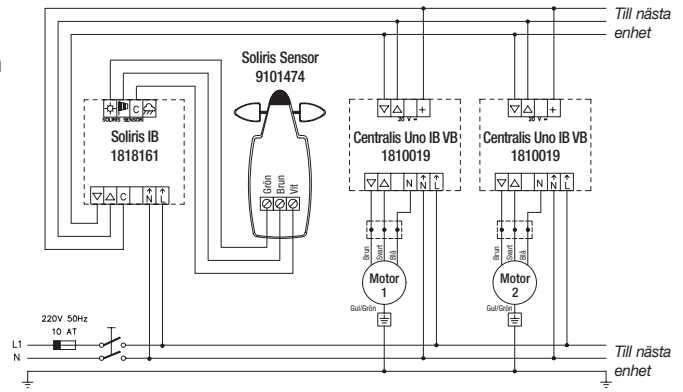 Till nästa
enhet
Soliris Sensor
9101474
C
SOLIRIS SENSOR
Soliris IB
1818161
C N L
Grön
Brun
Vit
+
20 V =
Centralis Uno IB VB
1810019
N N L
Brun
Svart
Blå
Motor
1
Gul/Grön
+
20 V =
Centralis Uno IB VB
1810019
N N L
Brun
Svart
Blå
Motor
2
Gul/Grön
220V 50Hz
10 AT
L1
N
Till nästa
enhet